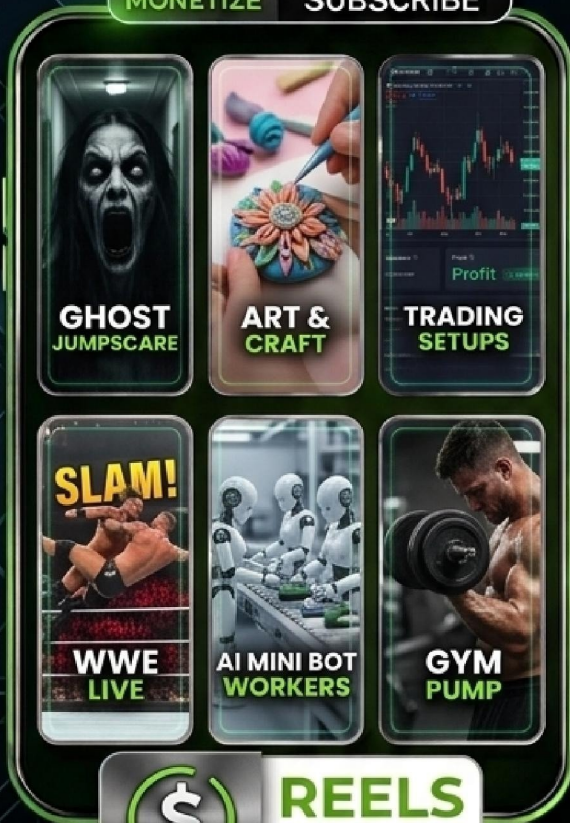 MONETIZE SUBSCRIBE
GHOST
JUMPSCARE
ART &
CRAFT
Profit
TRADING
SETUPS
SLAM!
WWE
LIVE
AI MINI BOT
WORKERS
GYM
PUMP
$ REELS